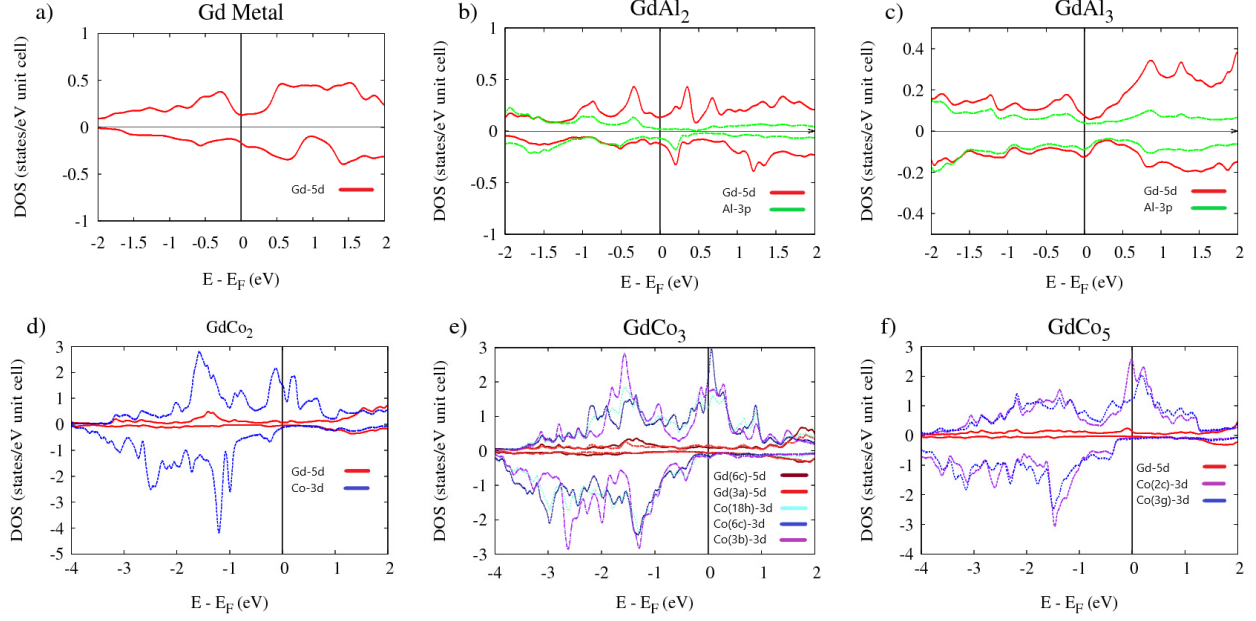 a) Gd Metal
DOS (states/eV unit cell)
1
0.5
0
-0.5
-1
Gd-5d
-2 -1.5 -1 -0.5 0 0.5 1 1.5 2
E - E_F (eV)
b) GdAl₂
DOS (states/eV unit cell)
1
0.5
0
-0.5
-1
Gd-5d
Al-3p
-2 -1.5 -1 -0.5 0 0.5 1 1.5 2
E - E_F (eV)
c) GdAl₃
DOS (states/eV unit cell)
0.4
0.2
0
-0.2
-0.4
Gd-5d
Al-3p
-2 -1.5 -1 -0.5 0 0.5 1 1.5 2
E - E_F (eV)
d) GdCo₂
DOS (states/eV unit cell)
3
2
1
0
-1
-2
-3
-4
-5
Gd-5d
Co-3d
-4 -3 -2 -1 0 1 2
E - E_F (eV)
e) GdCo₃
DOS (states/eV unit cell)
3
2
1
0
-1
-2
-3
Gd(6c)-5d
Gd(3a)-5d
Co(18h)-3d
Co(6c)-3d
Co(3b)-3d
-4 -3 -2 -1 0 1 2
E - E_F (eV)
f) GdCo₅
DOS (states/eV unit cell)
3
2
1
0
-1
-2
-3
-4
Gd-5d
Co(2c)-3d
Co(3g)-3d
-4 -3 -2 -1 0 1 2
E - E_F (eV)